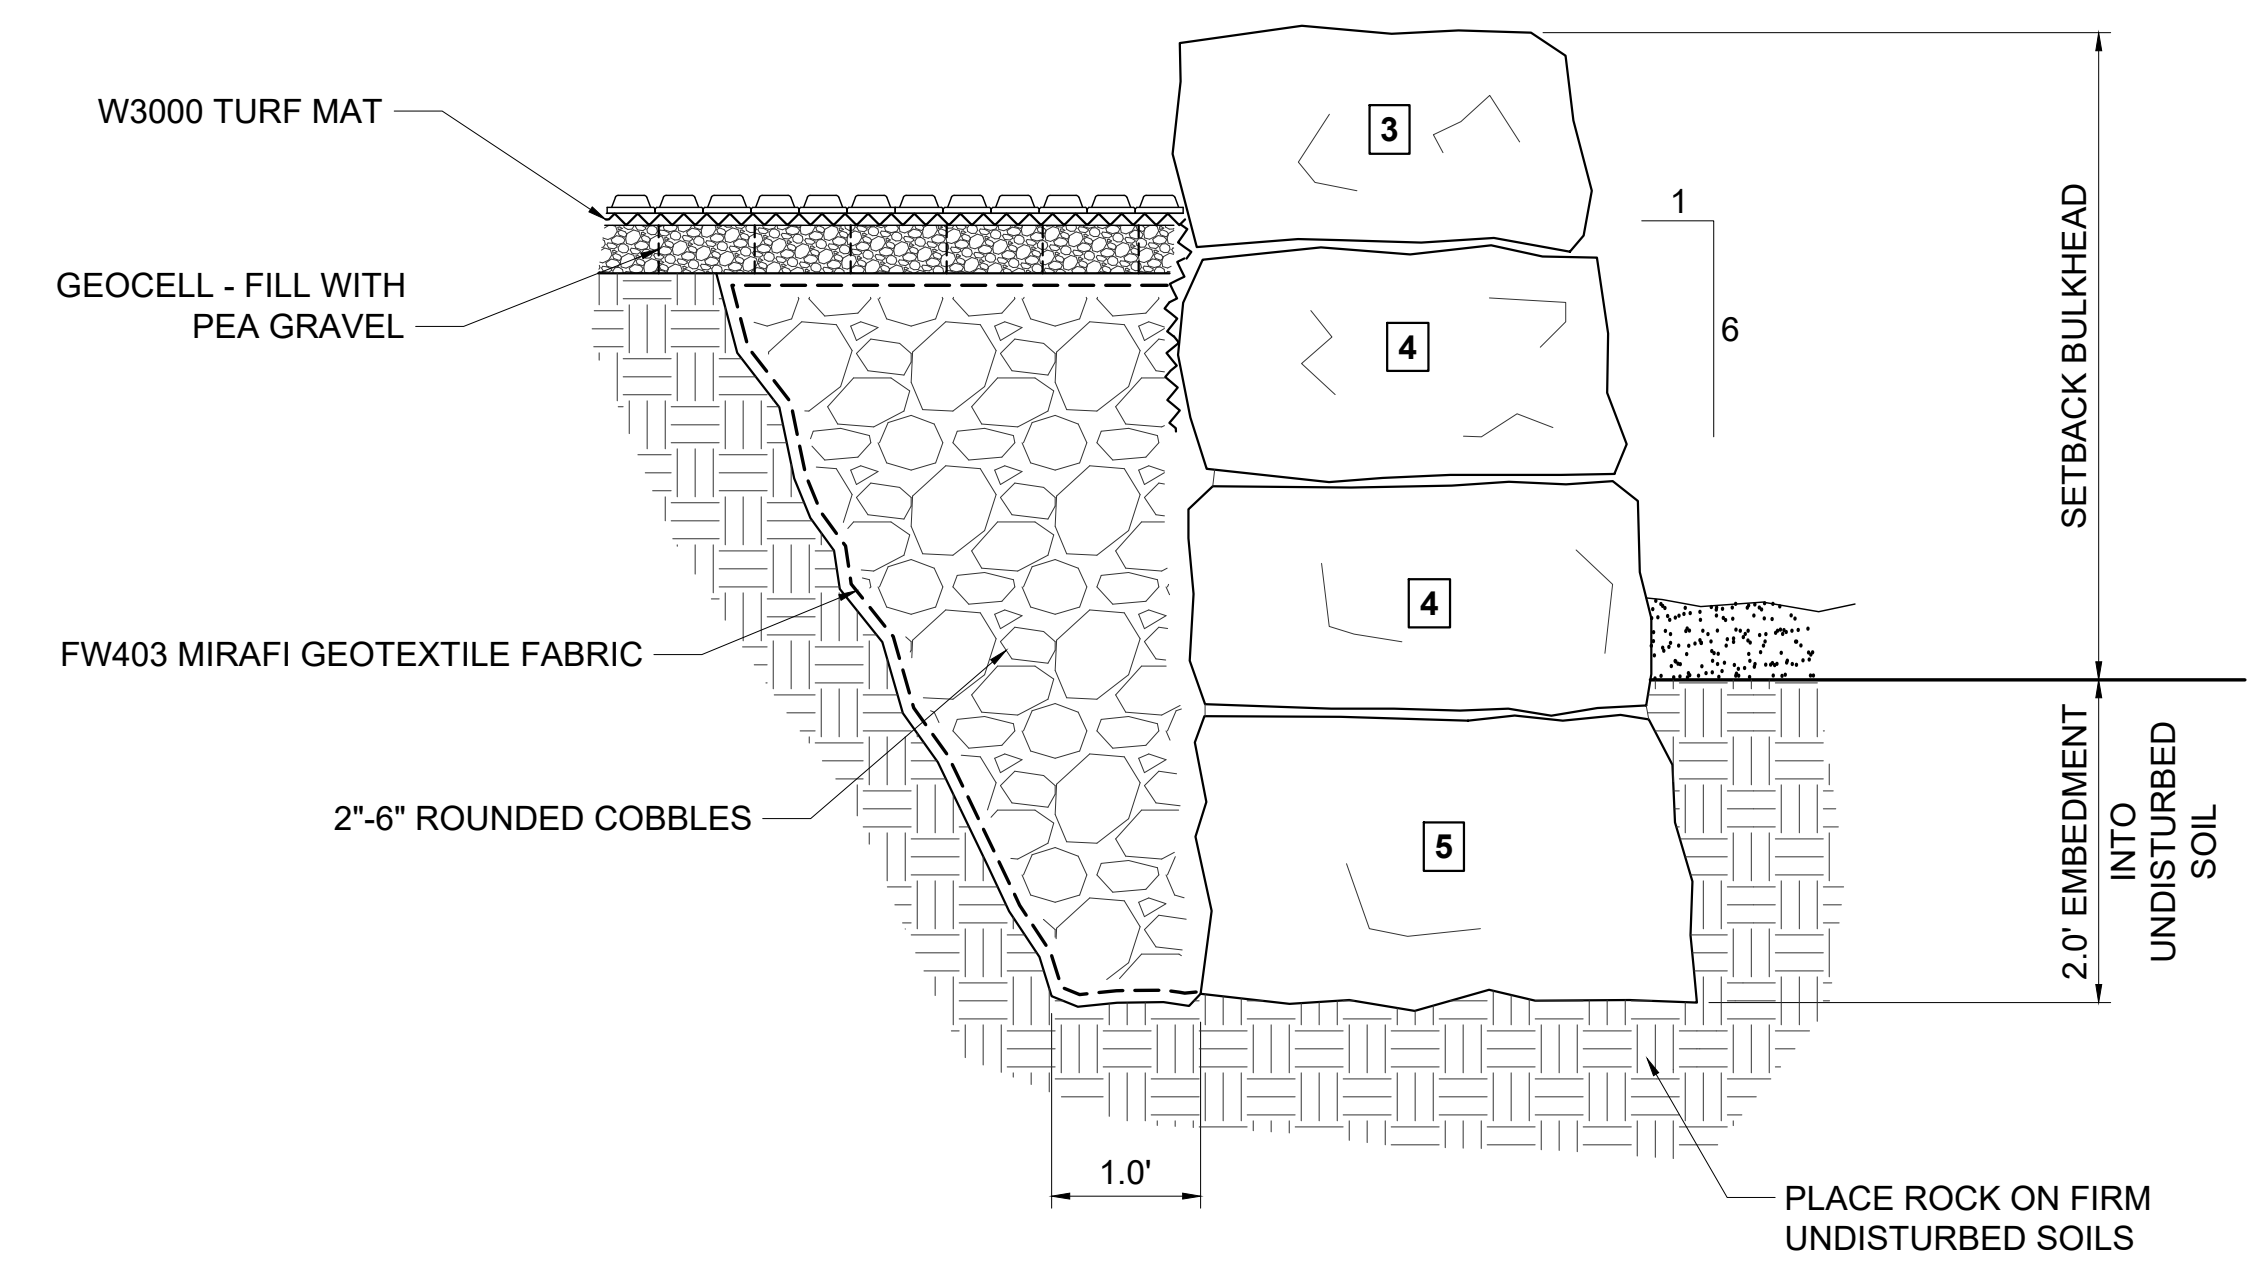 W3000 TURF MAT
GEOCELL - FILL WITH
PEA GRAVEL
FW403 MIRAFI GEOTEXTILE FABRIC
2"-6" ROUNDED COBBLES
3
4
4
5
1
6
SETBACK BULKHEAD
2.0' EMBEDMENT
INTO
UNDISTURBED
SOIL
1.0'
PLACE ROCK ON FIRM
UNDISTURBED SOILS